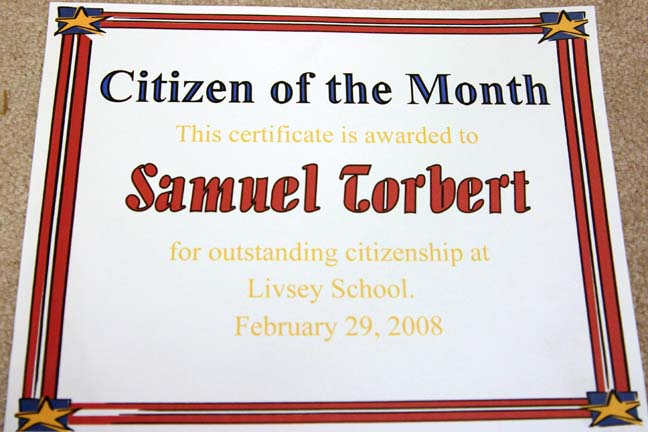 Citizen of the Month
This certificate is awarded to
Samuel Torbert
for outstanding citizenship at
Livsey School.
February 29, 2008